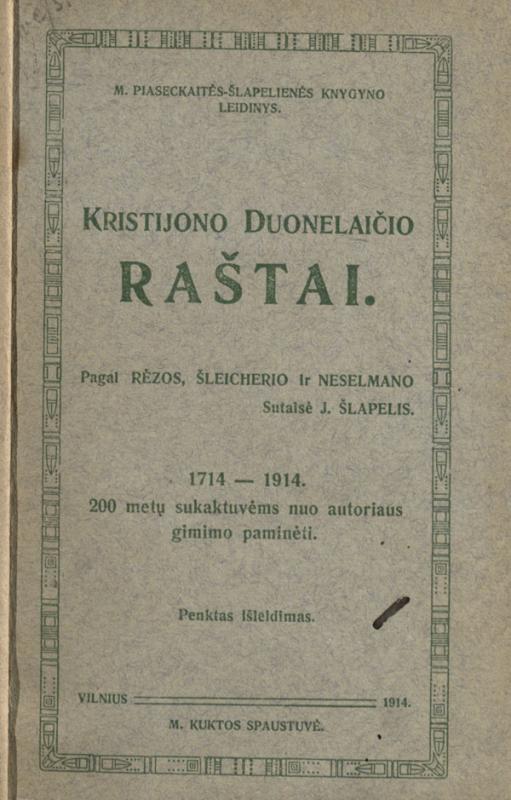 M. PIASECKAITĖS-ŠLAPELIENĖS KNYGYNO
LEIDINYS.
KRISTIJONO DUONELAIČIO
RAŠTAI.
Pagal RĖZOS, ŠLEICHERIO ir NESELMANO
Sutaisė J. ŠLAPELIS.
1714 — 1914.
200 metų sukaktuvėms nuo autoriaus
gimimo paminėti.
Penktas išleidimas.
VILNIUS 1914.
M. KUKTOS SPAUSTUVĖ.